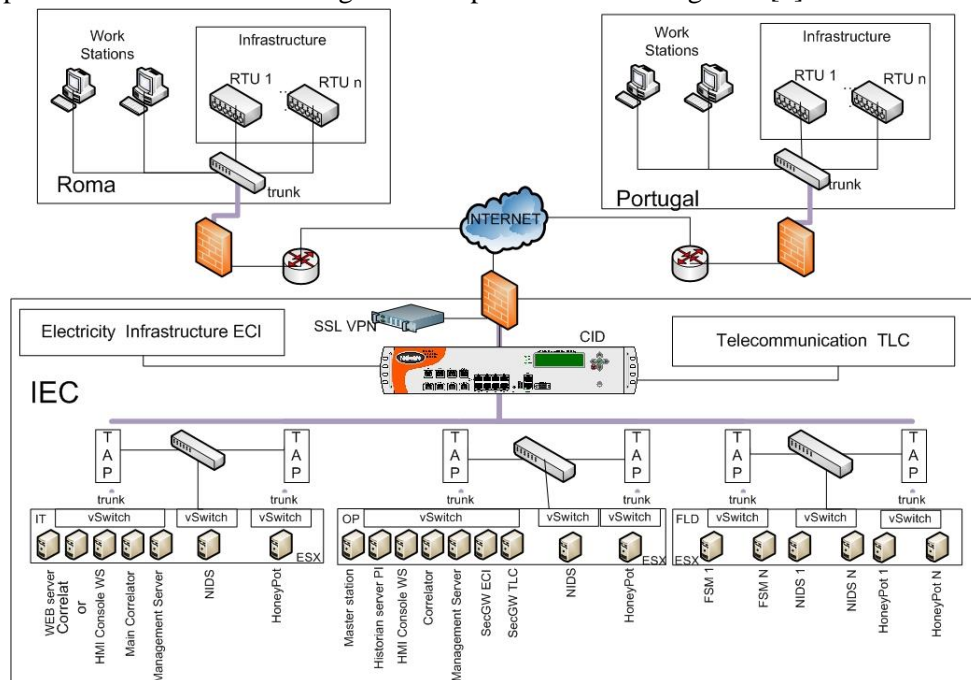 Work
Stations
Infrastructure
RTU 1
RTU n
Roma
trunk
Work
Stations
Infrastructure
RTU 1
RTU n
Portugal
trunk
INTERNET
Electricity Infrastructure ECI
SSL VPN
CID
Telecommunication TLC
IEC
TAP
TAP
TAP
TAP
TAP
TAP
trunk
trunk
trunk
trunk
trunk
trunk
IT
vSwitch
vSwitch
vSwitch
ESX
OP
vSwitch
vSwitch
vSwitch
ESX
FLD
vSwitch
vSwitch
vSwitch
ESX
WEB server
Correlat
or
HMI Console WS
Main Correlator
Management Server
NIDS
HoneyPot
Master station
Historian server PI
HMI Console WS
Correlator
Management Server
SecGW ECI
SecGW TLC
NIDS
HoneyPot
FSM 1
FSM N
NIDS 1
NIDS N
HoneyPot 1
HoneyPot N